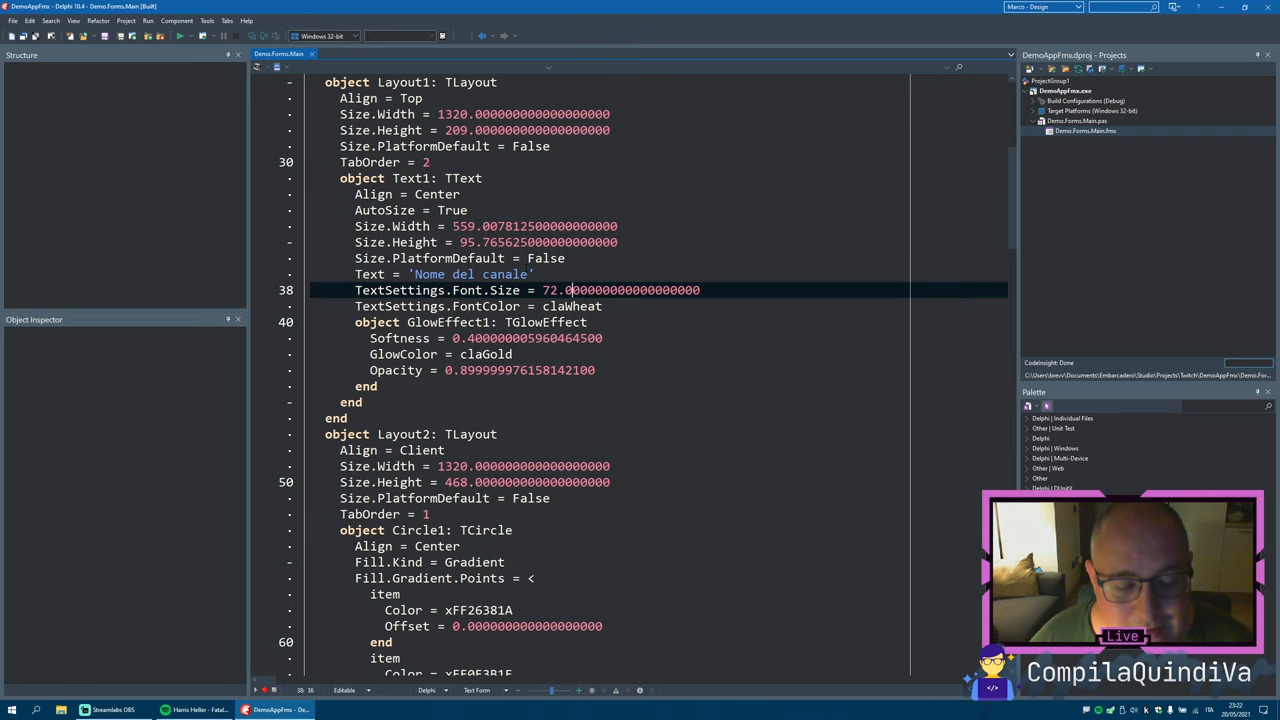 DemoAppFmx - Delphi 10.4 - Demo.Forms.Main [Built]
Marco - Design
File Edit Search View Refactor Project Run Component Tools Tabs Help
Windows 32-bit
Structure
Demo.Forms.Main
DemoAppFmx.dproj - Projects
ProjectGroup1
DemoAppFmx.exe
Build Configurations (Debug)
Target Platforms (Windows 32-bit)
Demo.Forms.Main.pas
Demo.Forms.Main.fmx
object Layout1: TLayout
Align = Top
Size.Width = 1320.000000000000000000
Size.Height = 209.000000000000000000
Size.PlatformDefault = False
30 TabOrder = 2
object Text1: TText
Align = Center
AutoSize = True
Size.Width = 559.007812500000000000
Size.Height = 95.765625000000000000
Size.PlatformDefault = False
Text = 'Nome del canale'
38 TextSettings.Font.Size = 72.000000000000000000
TextSettings.FontColor = claWheat
40 object GlowEffect1: TGlowEffect
Softness = 0.400000005960464500
GlowColor = claGold
Opacity = 0.899999976158142100
end
end
end
object Layout2: TLayout
Align = Client
Size.Width = 1320.000000000000000000
50 Size.Height = 468.000000000000000000
Size.PlatformDefault = False
TabOrder = 1
object Circle1: TCircle
Align = Center
Fill.Kind = Gradient
Fill.Gradient.Points = <
item
Color = xFF26381A
Offset = 0.000000000000000000
60 end
item
Object Inspector
CodeInsight: Done
C:\Users\brevv\Documents\Embarcadero\Studio\Projects\Twitch\DemoAppFmx\Demo.For...
Palette
Delphi | Individual Files
Other | Unit Test
Delphi
Delphi | Windows
Delphi | Multi-Device
Other | Web
Other
Delphi | DUnitX
Live
CompilaQuindiVa
38: 36
Editable
Delphi
Text Form
Streamlabs OBS
Harris Heller - Fatal...
DemoAppFmx - De...
ITA
23:22
20/05/2021